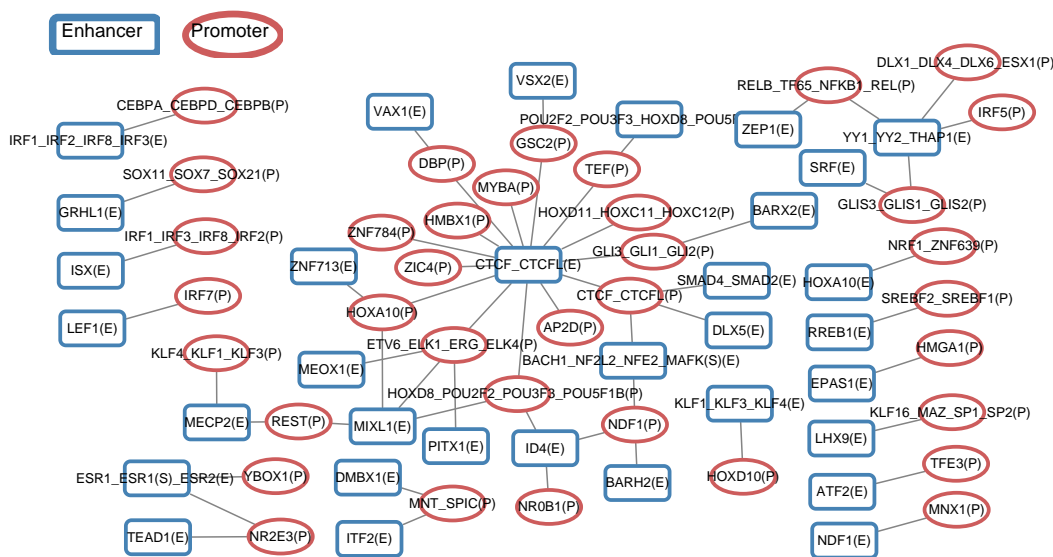 Enhancer
Promoter
VSX2(E)
DLX1_DLX4_DLX6_ESX1(P)
RELB_TF65_NFKB1_REL(P)
CEBPA_CEBPD_CEBPB(P)
VAX1(E)
POU2F2_POU3F3_HOXD8_POU5
IRF5(P)
ZEP1(E)
IRF1_IRF2_IRF8_IRF3(E)
YY1_YY2_THAP1(E)
GSC2(P)
DBP(P)
TEF(P)
SRF(E)
SOX11_SOX7_SOX21(P)
MYBA(P)
GLIS3_GLIS1_GLIS2(P)
GRHL1(E)
HOXD11_HOXC11_HOXC12(P)
BARX2(E)
HMBX1(P)
ZNF784(P)
IRF1_IRF3_IRF8_IRF2(P)
NRF1_ZNF639(P)
GLI3_GLI1_GLI2(P)
ZNF713(E)
ZIC4(P)
CTCF_CTCFL(E)
ISX(E)
SMAD4_SMAD2(E)
HOXA10(E)
IRF7(P)
CTCF_CTCFL(P)
SREBF2_SREBF1(P)
HOXA10(P)
LEF1(E)
AP2D(P)
DLX5(E)
RREB1(E)
ETV6_ELK1_ERG_ELK4(P)
HMGA1(P)
KLF4_KLF1_KLF3(P)
BACH1_NF2L2_NFE2_MAFK(S)(E)
MEOX1(E)
EPAS1(E)
HOXD8_POU2F2_POU3F3_POU5F1B(P)
KLF1_KLF3_KLF4(E)
KLF16_MAZ_SP1_SP2(P)
MECP2(E)
REST(P)
MIXL1(E)
NDF1(P)
LHX9(E)
PITX1(E)
ID4(E)
TFE3(P)
ESR1_ESR1(S)_ESR2(E)
YBOX1(P)
DMBX1(E)
HOXD10(P)
BARH2(E)
ATF2(E)
MNT_SPIC(P)
NR0B1(P)
MNX1(P)
TEAD1(E)
NR2E3(P)
ITF2(E)
NDF1(E)